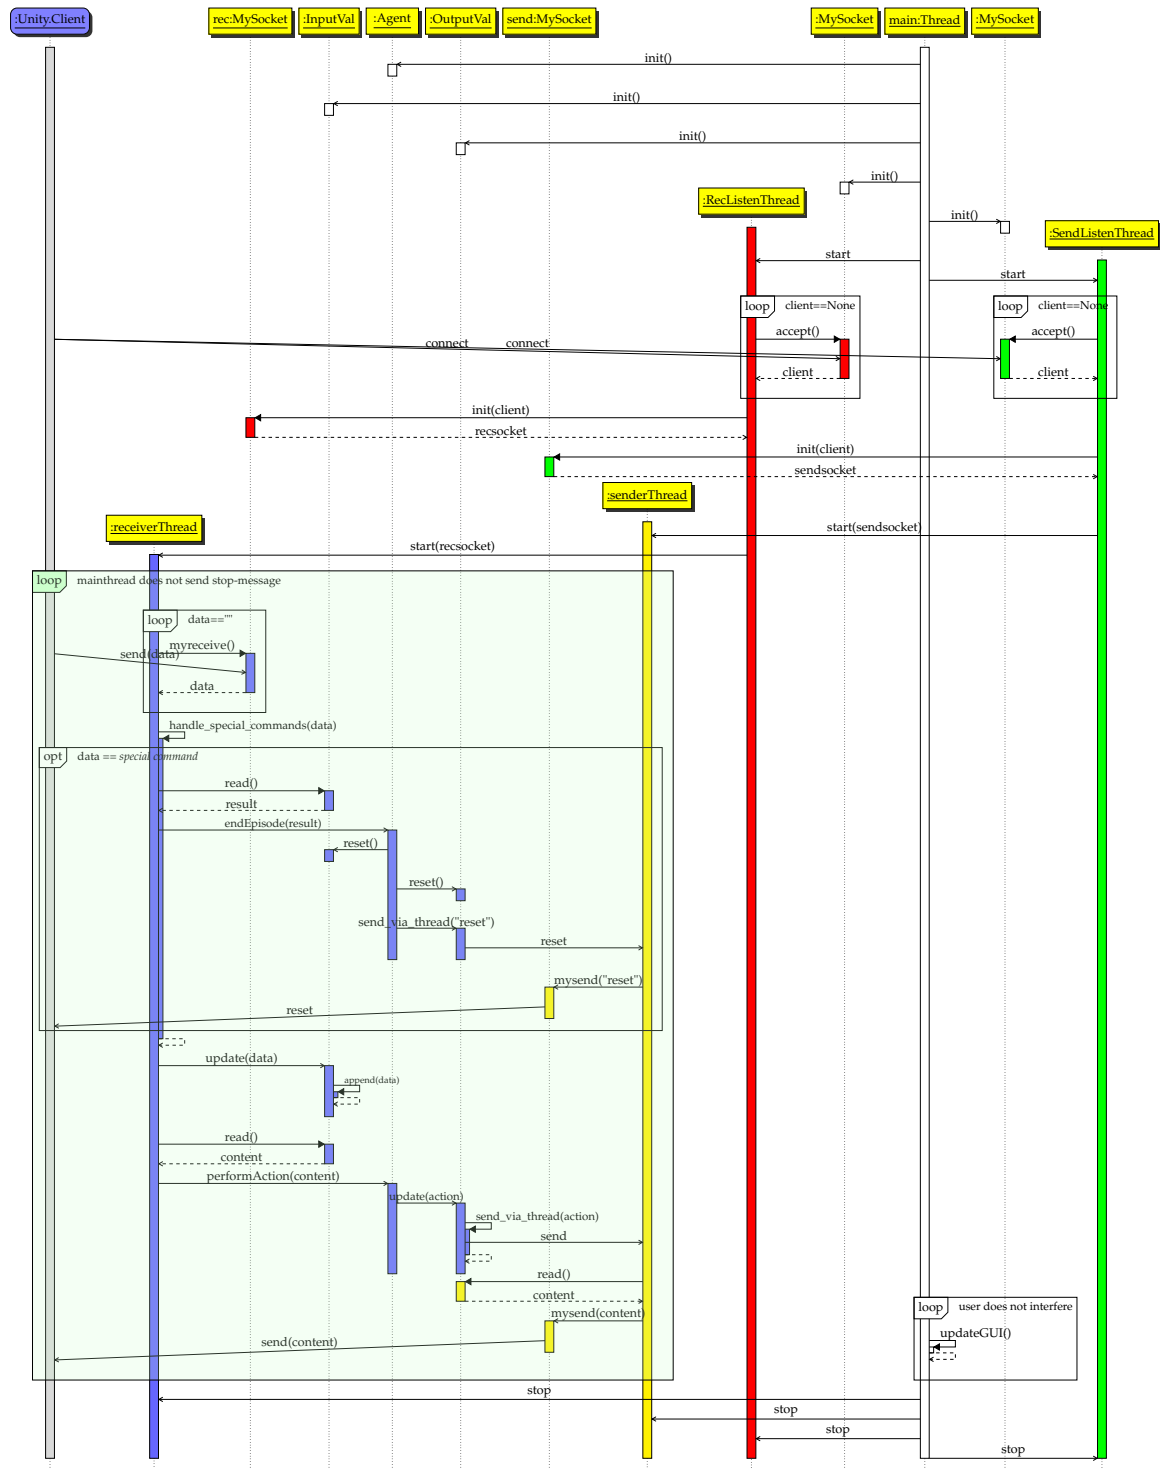 :Unity.Client
rec:MySocket
:InputVal
:Agent
:OutputVal
send:MySocket
:MySocket
main:Thread
:MySocket
init()
init()
init()
init()
:RecListenThread
init()
:SendListenThread
start
start
loop client==None
loop client==None
accept()
accept()
connect
connect
client
client
init(client)
recsocket
init(client)
sendsocket
:senderThread
:receiverThread
start(sendsocket)
start(recsocket)
loop mainthread does not send stop-message
loop data==""
myreceive()
send(data)
data
handle_special_commands(data)
opt data == special command
read()
result
endEpisode(result)
reset()
reset()
send_via_thread("reset")
reset
mysend("reset")
reset
update(data)
append(data)
read()
content
performAction(content)
update(action)
send_via_thread(action)
send
read()
content
loop user does not interfere
mysend(content)
updateGUI()
send(content)
stop
stop
stop
stop